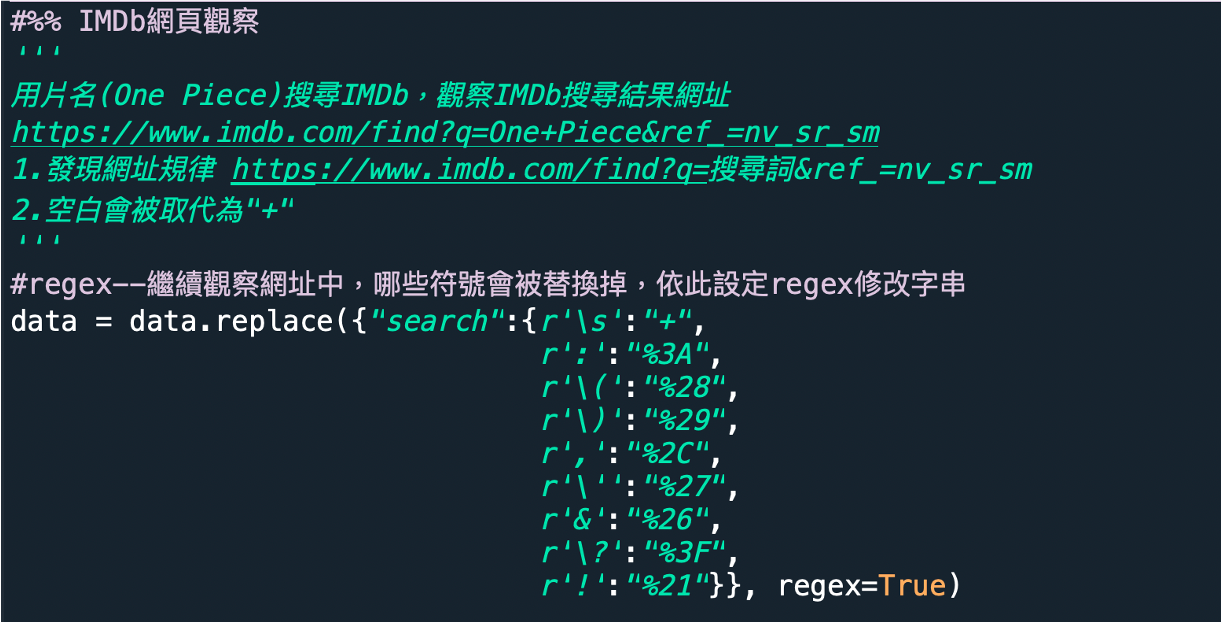 #%% IMDb網頁觀察
'''
用片名(One Piece)搜尋IMDb，觀察IMDb搜尋結果網址
https://www.imdb.com/find?q=One+Piece&ref_=nv_sr_sm
1.發現網址規律 https://www.imdb.com/find?q=搜尋詞&ref_=nv_sr_sm
2.空白會被取代為"+"
'''
#regex--繼續觀察網址中，哪些符號會被替換掉，依此設定regex修改字串
data = data.replace({"search":{r'\s':"+",
r':':"%3A",
r'\(':"%28",
r'\)':"%29",
r',':"%2C",
r'\'':"%27",
r'&':"%26",
r'\?':"%3F",
r'!':"%21"}}, regex=True)